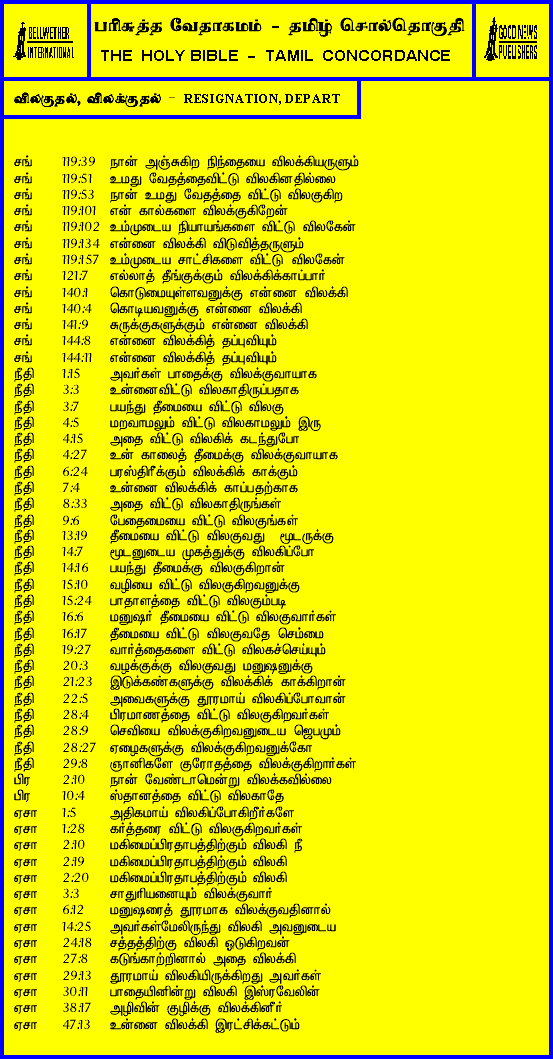 BELLWETHER
INTERNATIONAL
பரிசுத்த வேதாகமம் - தமிழ் சொல்தொகுதி
THE HOLY BIBLE - TAMIL CONCORDANCE
GOOD NEWS
PUBLISHERS
விலகுதல், விலக்குதல் - RESIGNATION, DEPART
சங் 119:39 நான் அஞ்சுகிற நிந்தையை விலக்கியருளும்
சங் 119:51 உமது வேதத்தைவிட்டு விலகினதில்லை
சங் 119:53 நான் உமது வேதத்தை விட்டு விலகுகிற
சங் 119:101 என் கால்களை விலக்குகிறேன்
சங் 119:102 உம்முடைய நியாயங்களை விட்டு விலகேன்
சங் 119:134 என்னை விலக்கி விடுவித்தருளும்
சங் 119:157 உம்முடைய சாட்சிகளை விட்டு விலகேன்
சங் 121:7 எல்லாத் தீங்குக்கும் விலக்கிக்காப்பார்
சங் 140:1 கொடுமையுள்ளவனுக்கு என்னை விலக்கி
சங் 140:4 கொடியவனுக்கு என்னை விலக்கி
சங் 141:9 சுருக்குகளுக்கும் என்னை விலக்கி
சங் 144:8 என்னை விலக்கித் தப்புவியும்
சங் 144:11 என்னை விலக்கித் தப்புவியும்
நீதி 1:15 அவர்கள் பாதைக்கு விலக்குவாயாக
நீதி 3:3 உன்னைவிட்டு விலகாதிருப்பதாக
நீதி 3:7 பயந்து தீமையை விட்டு விலகு
நீதி 4:5 மறவாமலும் விட்டு விலகாமலும் இரு
நீதி 4:15 அதை விட்டு விலகிக் கடந்துபோ
நீதி 4:27 உன் காலைத் தீமைக்கு விலக்குவாயாக
நீதி 6:24 பரஸ்திரீக்கும் விலக்கிக் காக்கும்
நீதி 7:4 உன்னை விலக்கிக் காப்பதற்காக
நீதி 8:33 அதை விட்டு விலகாதிருங்கள்
நீதி 9:6 பேதைமையை விட்டு விலகுங்கள்
நீதி 13:19 தீமையை விட்டு விலகுவது மூடருக்கு
நீதி 14:7 மூடனுடைய முகத்துக்கு விலகிப்போ
நீதி 14:16 பயந்து தீமைக்கு விலகுகிறான்
நீதி 15:10 வழியை விட்டு விலகுகிறவனுக்கு
நீதி 15:24 பாதாளத்தை விட்டு விலகும்படி
நீதி 16:6 மனுஷர் தீமையை விட்டு விலகுவார்கள்
நீதி 16:17 தீமையை விட்டு விலகுவதே செம்மை
நீதி 19:27 வார்த்தைகளை விட்டு விலகச்செய்யும்
நீதி 20:3 வழக்குக்கு விலகுவது மனுஷனுக்கு
நீதி 21:23 இடுக்கண்களுக்கு விலக்கிக் காக்கிறான்
நீதி 22:5 அவைகளுக்கு தூரமாய் விலகிப்போவான்
நீதி 28:4 பிரமாணத்தை விட்டு விலகுகிறவர்கள்
நீதி 28:9 செவியை விலக்குகிறவனுடைய ஜெபமும்
நீதி 28:27 ஏழைகளுக்கு விலக்குகிறவனுக்கோ
நீதி 29:8 ஞானிகளோ குரோதத்தை விலக்குகிறார்கள்
பிர 2:10 நான் வேண்டாமென்று விலக்கவில்லை
பிர 10:4 ஸ்தானத்தை விட்டு விலகாதே
ஏசா 1:5 அதிகமாய் விலகிப்போகிறீர்களே
ஏசா 1:28 கர்த்தரை விட்டு விலகுகிறவர்கள்
ஏசா 2:10 மகிமைப்பிரதாபத்திற்கும் விலகி நீ
ஏசா 2:19 மகிமைப்பிரதாபத்திற்கும் விலகி
ஏசா 2:20 மகிமைப்பிரதாபத்திற்கும் விலகி
ஏசா 3:3 சாதுரியனையும் விலக்குவார்
ஏசா 6:12 மனுஷரைத் தூரமாக விலக்குவதினால்
ஏசா 14:25 அவர்கள்மேலிருந்து விலகி அவனுடைய
ஏசா 24:18 சத்தத்திற்கு விலகி ஓடுகிறவன்
ஏசா 27:8 கடுங்காற்றினால் அதை விலக்கி
ஏசா 29:13 தூரமாய் விலகியிருக்கிறது அவர்கள்
ஏசா 30:11 பாதையினின்று விலகி இஸ்ரவேலின்
ஏசா 38:17 அழிவின் குழிக்கு விலக்கினீர்
ஏசா 47:13 உன்னை விலக்கி இரட்சிக்கட்டும்